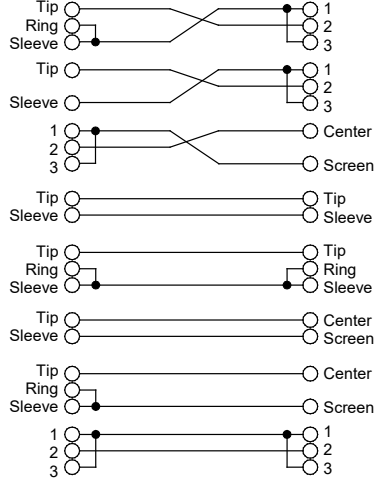 Tip 1
Ring 2
Sleeve 3
Tip 1
2
Sleeve 3
1 Center
2
3 Screen
Tip Tip
Sleeve Sleeve
Tip Tip
Ring Ring
Sleeve Sleeve
Tip Center
Sleeve Screen
Tip Center
Ring
Sleeve Screen
1 1
2 2
3 3